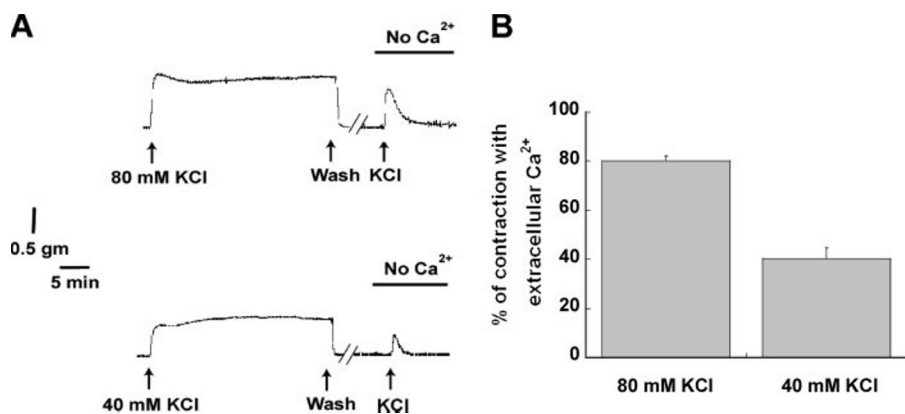 A
No Ca2+
80 mM KCl
Wash
KCl
0.5 gm
5 min
No Ca2+
40 mM KCl
Wash
KCl
B
% of contraction with
extracellular Ca2+
100
80
60
40
20
0
80 mM KCl
40 mM KCl